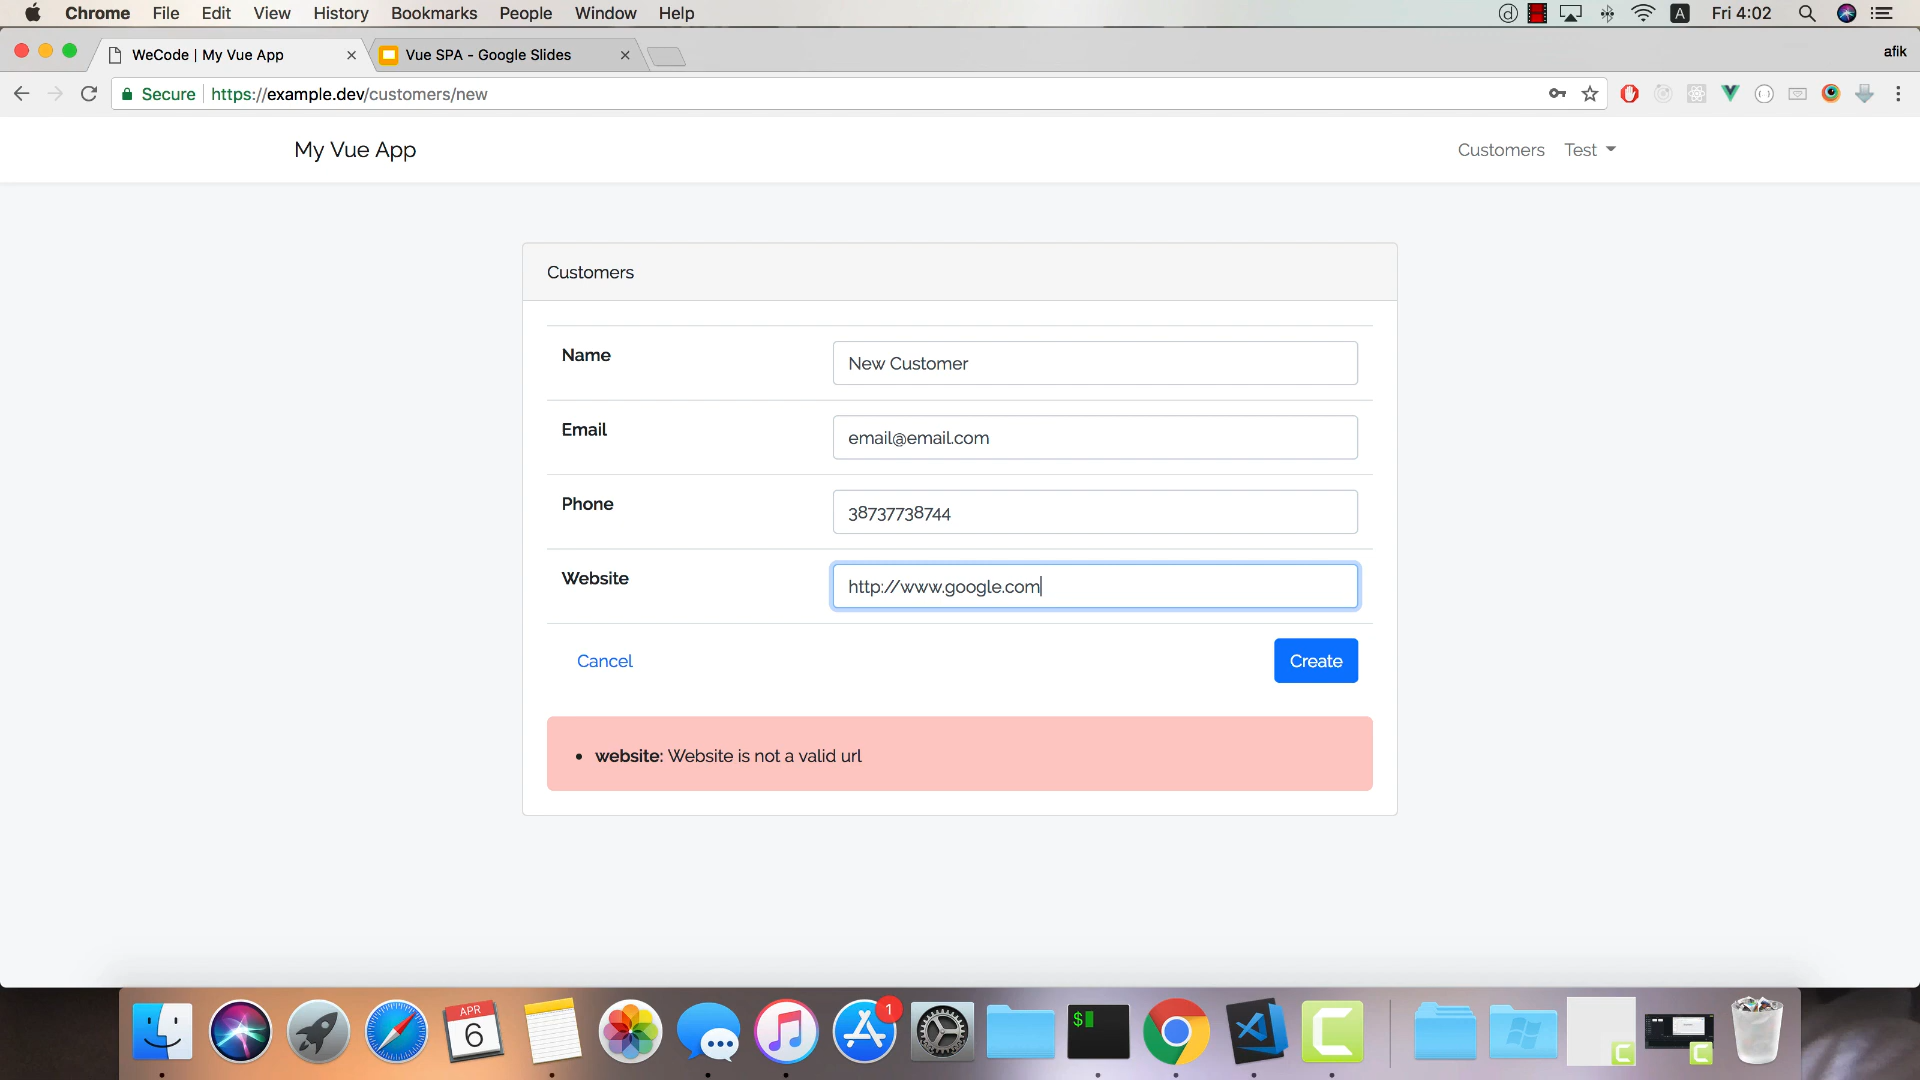 Chrome File Edit View History Bookmarks People Window Help A Fri 4:02
WeCode | My Vue App Vue SPA - Google Slides afik
Secure https://example.dev/customers/new
My Vue App Customers Test
Customers
Name New Customer
Email email@email.com
Phone 38737738744
Website http://www.google.com
Cancel Create
• website: Website is not a valid url
APR
6
1
$